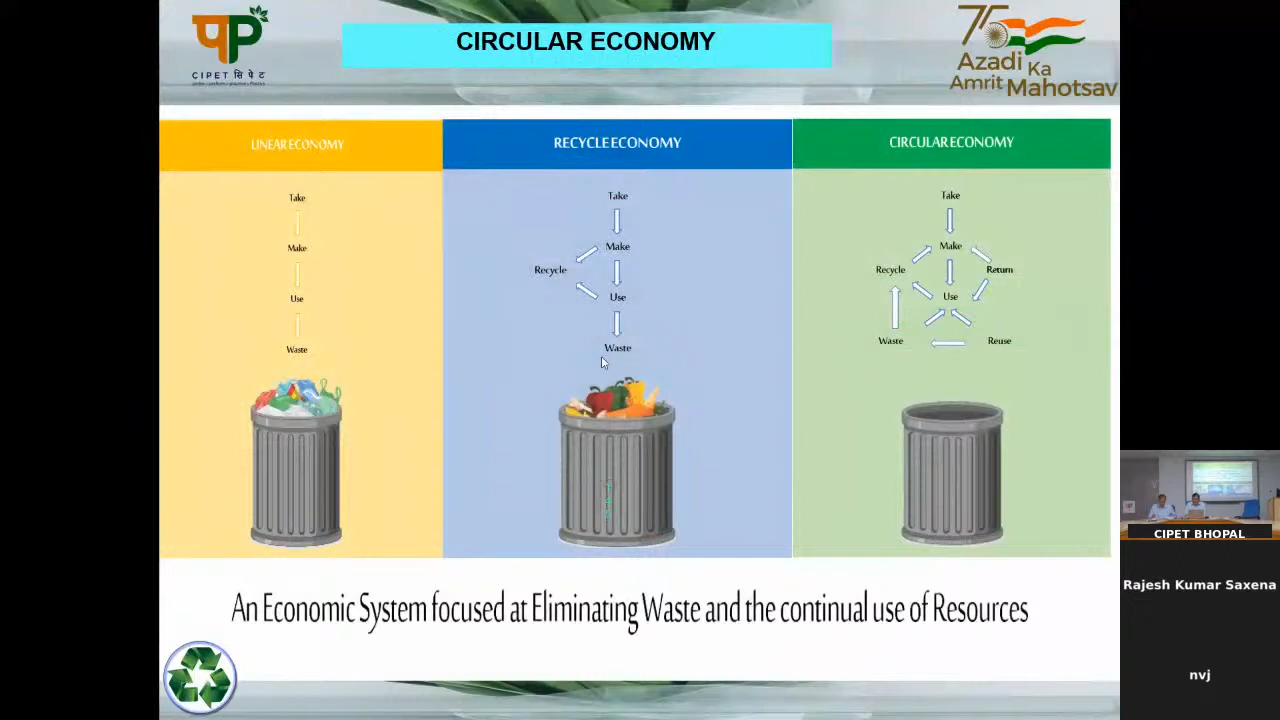 CIRCULAR ECONOMY
CIPET सिपेट
75
Azadi
Ka
Amrit
Mahotsav
LINEAR ECONOMY
Take
Make
Use
Waste
RECYCLE ECONOMY
Take
Make
Recycle
Use
Waste
CIRCULAR ECONOMY
Take
Make
Recycle
Return
Use
Waste
Reuse
An Economic System focused at Eliminating Waste and the continual use of Resources
CIPET BHOPAL
Rajesh Kumar Saxena
nvj